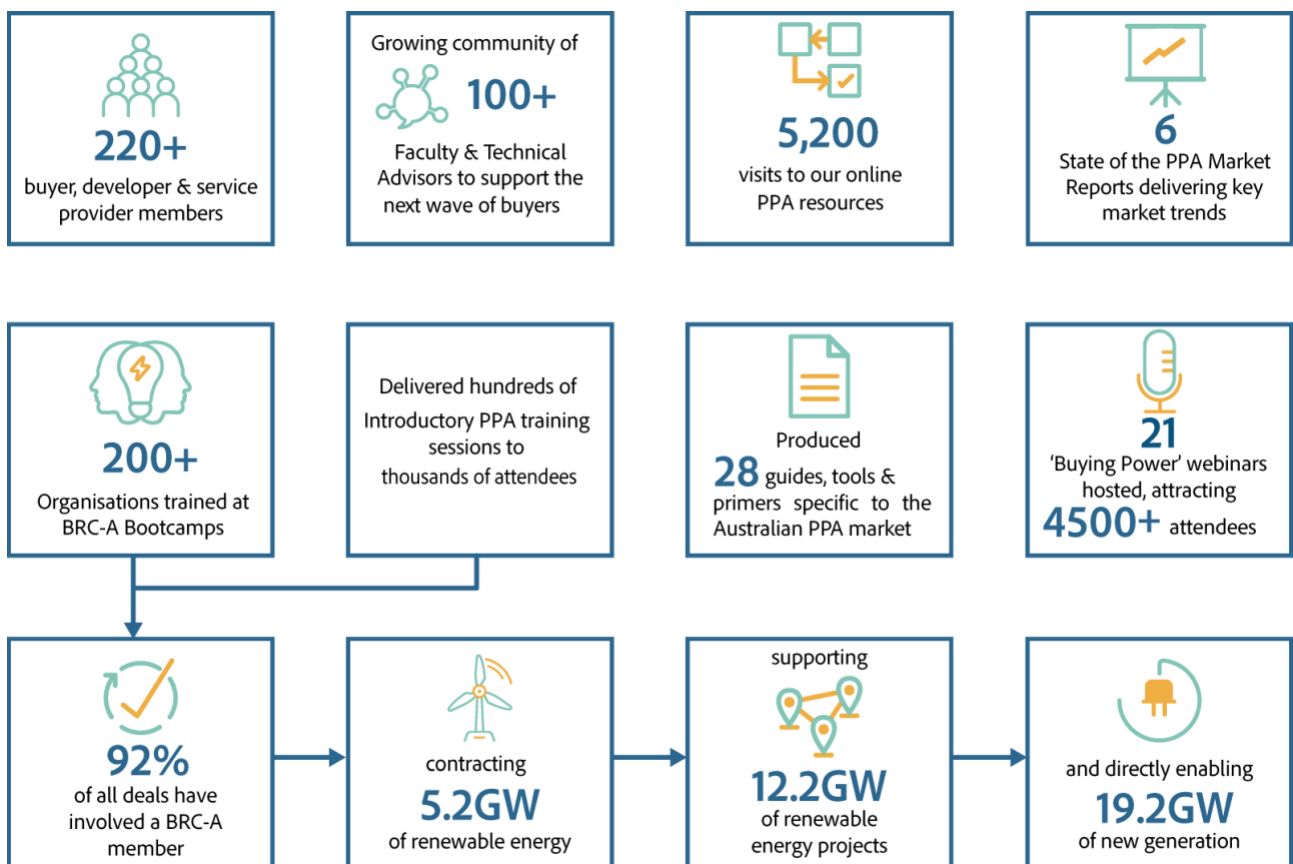 220+
buyer, developer & service
provider members
Growing community of
100+
Faculty & Technical
Advisors to support the
next wave of buyers
5,200
visits to our online
PPA resources
6
State of the PPA Market
Reports delivering key
market trends
200+
Organisations trained at
BRC-A Bootcamps
Delivered hundreds of
Introductory PPA training
sessions to
thousands of attendees
Produced
28 guides, tools &
primers specific to the
Australian PPA market
21
‘Buying Power’ webinars
hosted, attracting
4500+ attendees
92%
of all deals have
involved a BRC-A
member
contracting
5.2GW
of renewable energy
supporting
12.2GW
of renewable
energy projects
and directly enabling
19.2GW
of new generation